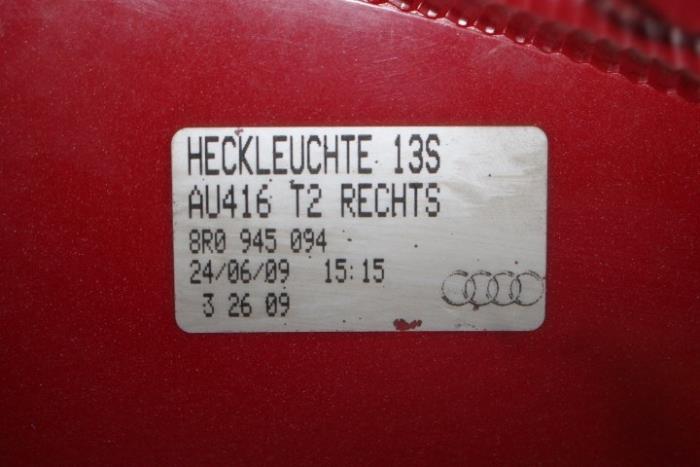 HECKLEUCHTE 13S
AU416 T2 RECHTS
8R0 945 094
24/06/09 15:15
3 26 09